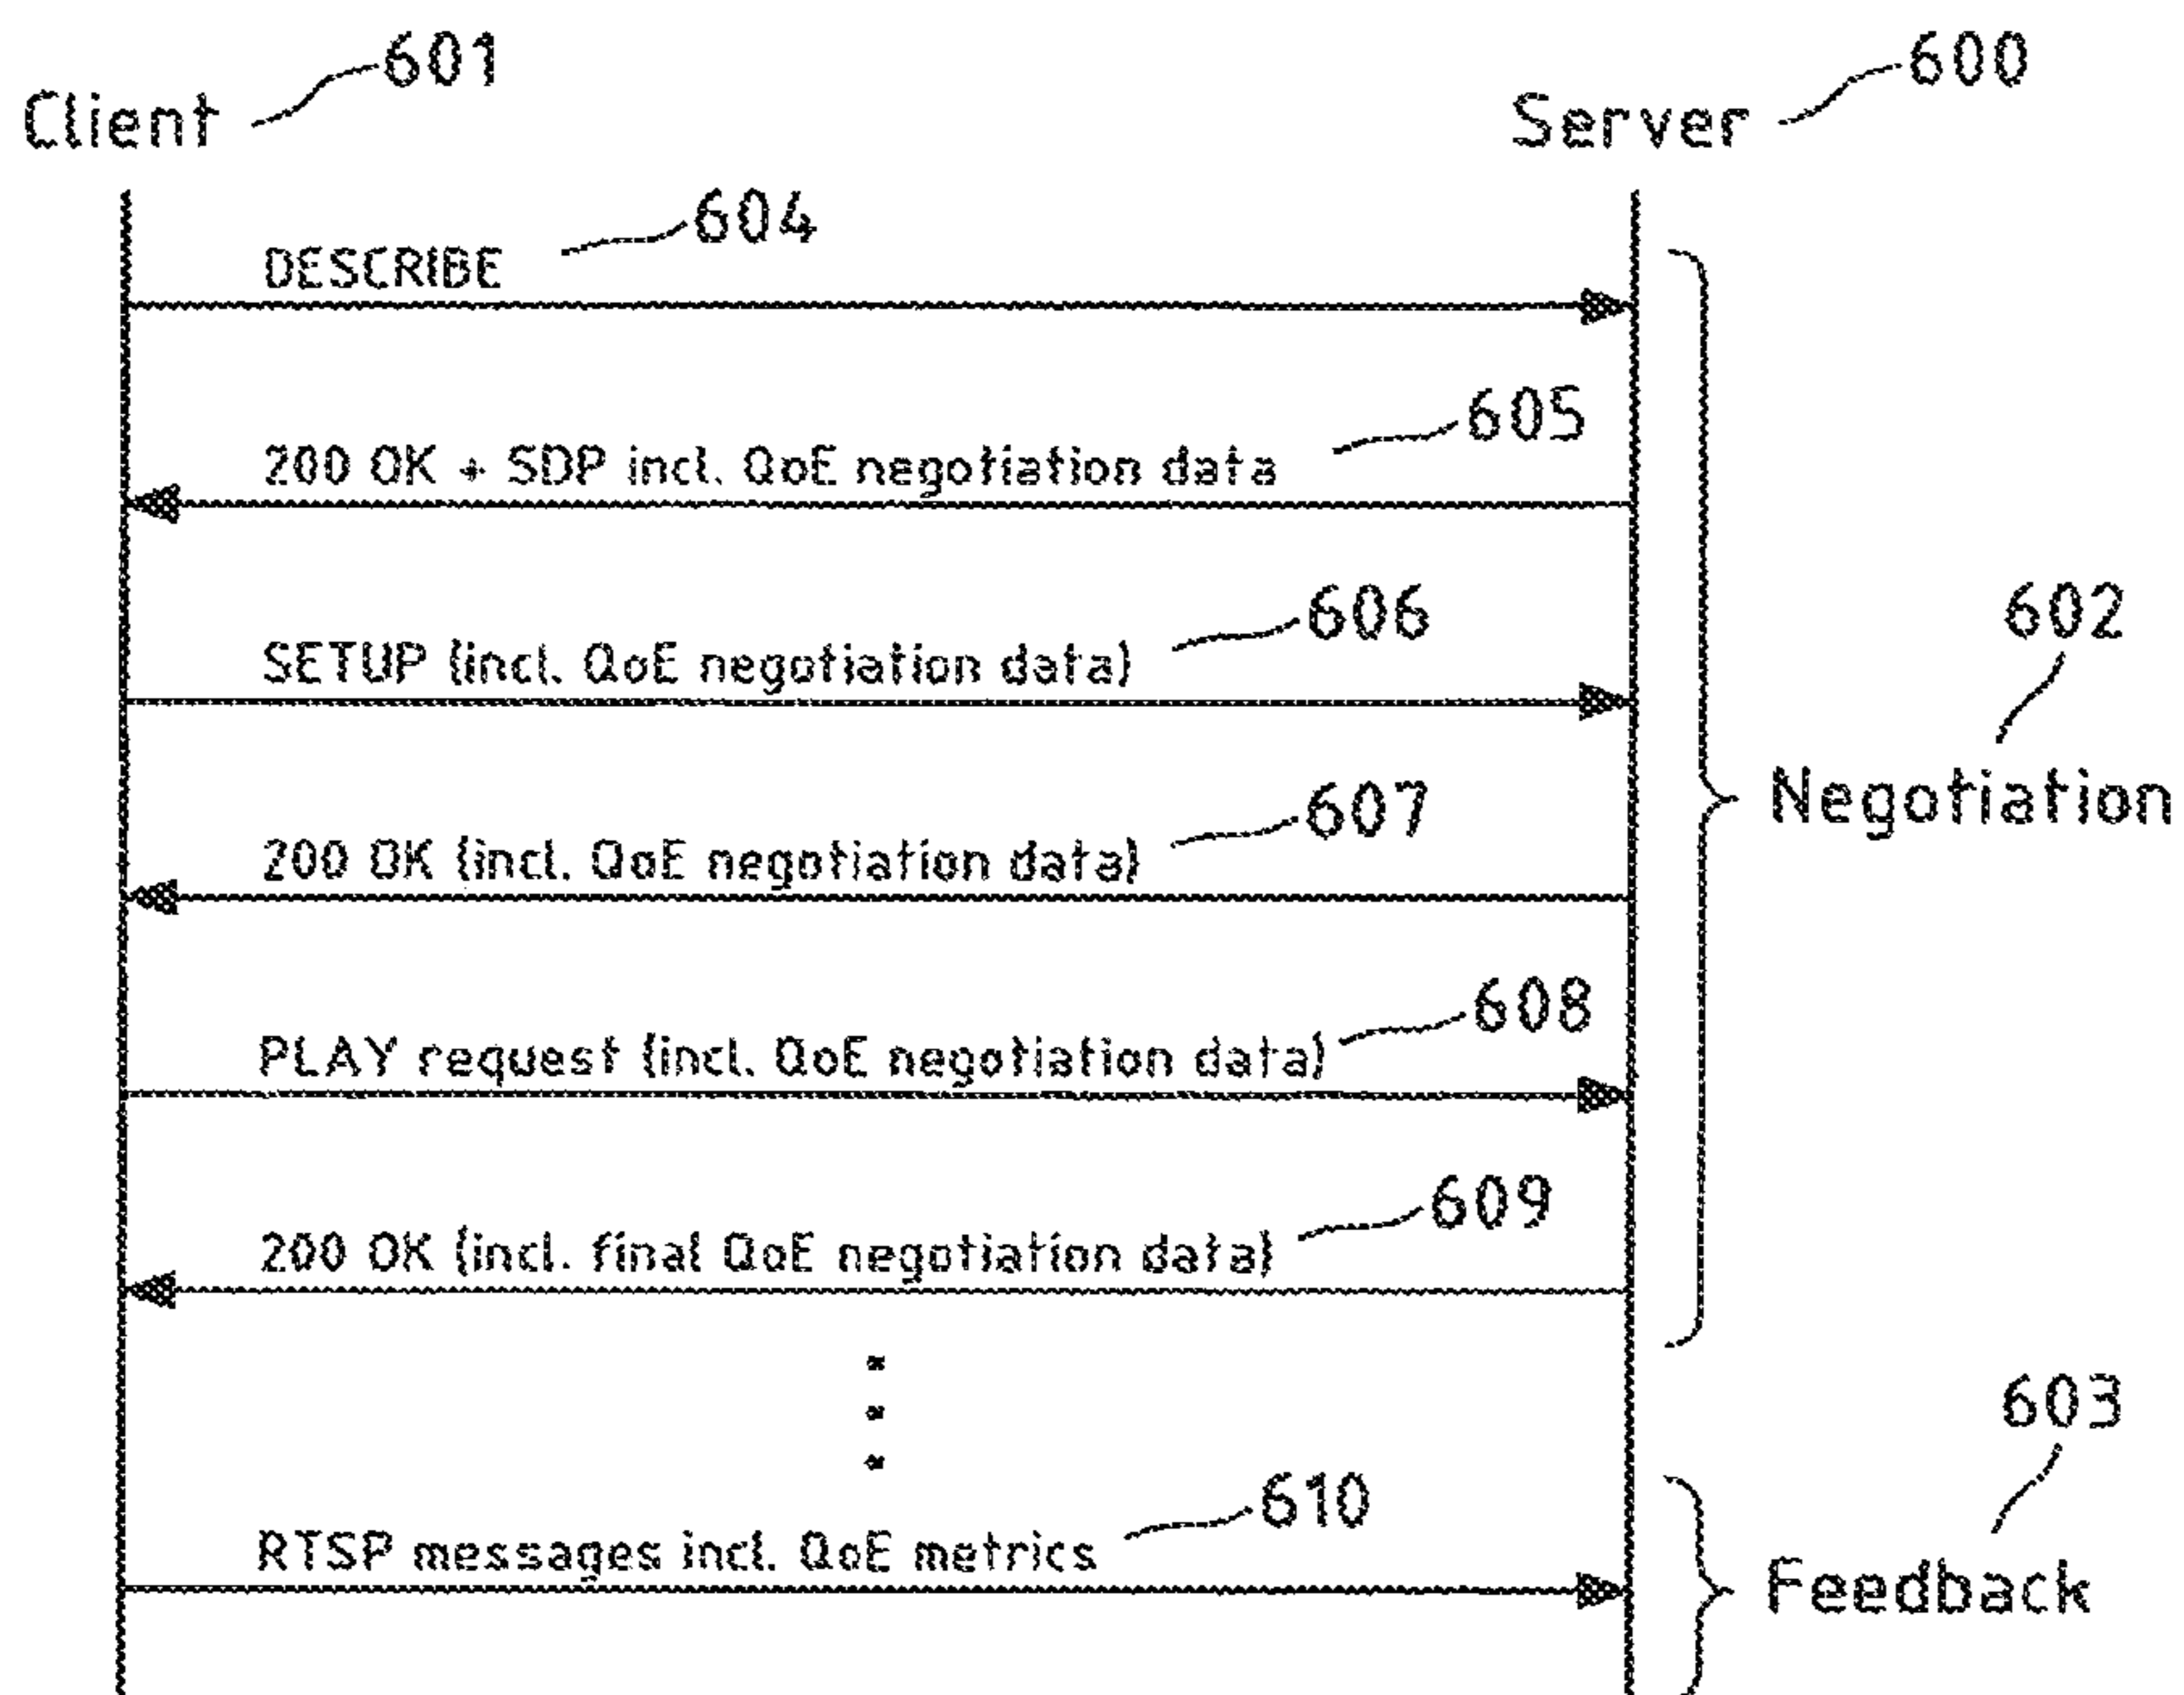 601
600
Client
Server
604
DESCRIBE
605
200 OK + SDP incl. QoE negotiation data
606
602
SETUP (incl. QoE negotiation data)
607
Negotiation
200 OK (incl. QoE negotiation data)
608
PLAY request (incl. QoE negotiation data)
609
200 OK (incl. final QoE negotiation data)
603
610
RTSP messages incl. QoE metrics
Feedback